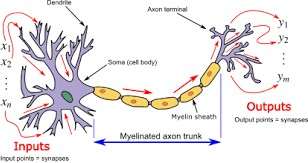 Dendrite
Axon terminal
x1
x2
⋮
xn
y1
y2
⋮
ym
Soma (cell body)
Myelin sheath
Inputs
Outputs
Input points = synapses
Output points = synapses
Myelinated axon trunk